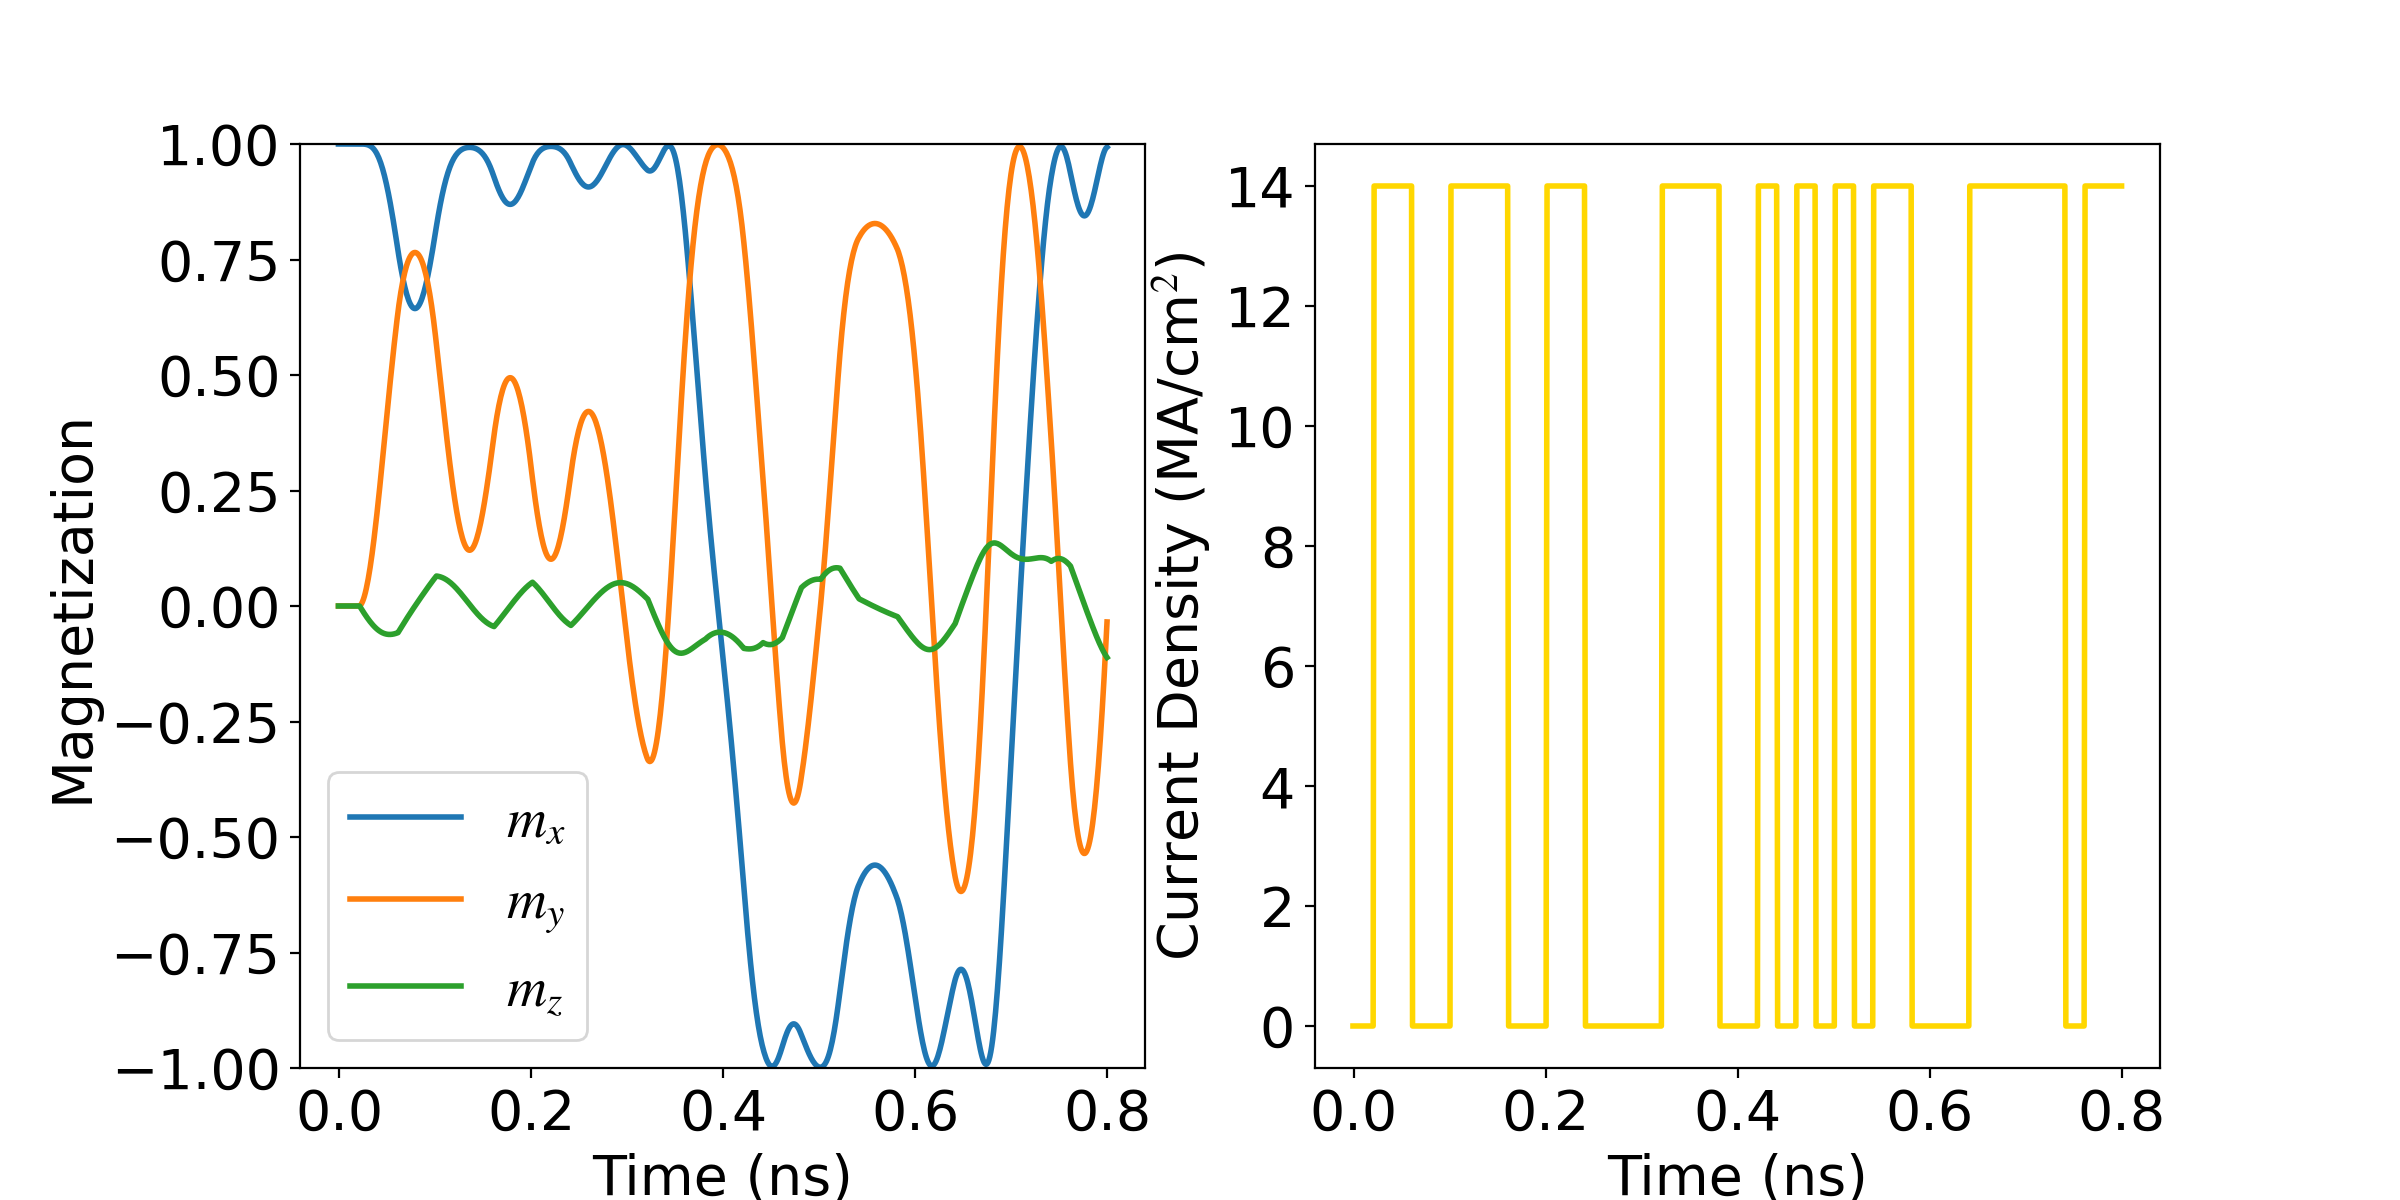 Magnetization
1.00
0.75
0.50
0.25
0.00
−0.25
−0.50
−0.75
−1.00
m_x
m_y
m_z
0.0 0.2 0.4 0.6 0.8
Time (ns)
Current Density (MA/cm²)
14
12
10
8
6
4
2
0
0.0 0.2 0.4 0.6 0.8
Time (ns)